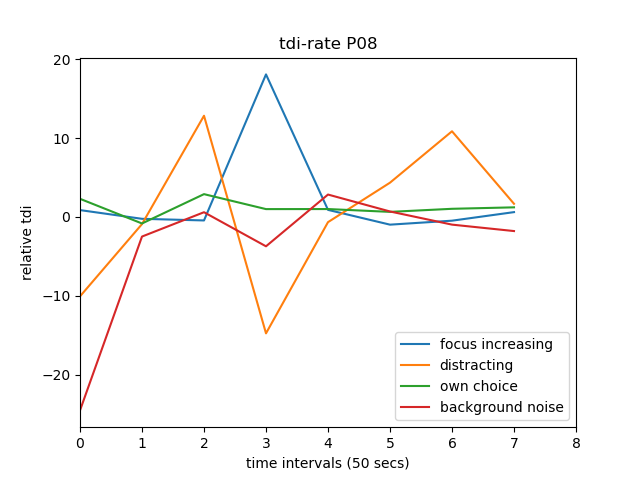 tdi-rate P08
relative tdi
20
10
0
−10
−20
0 1 2 3 4 5 6 7 8
time intervals (50 secs)
focus increasing
distracting
own choice
background noise